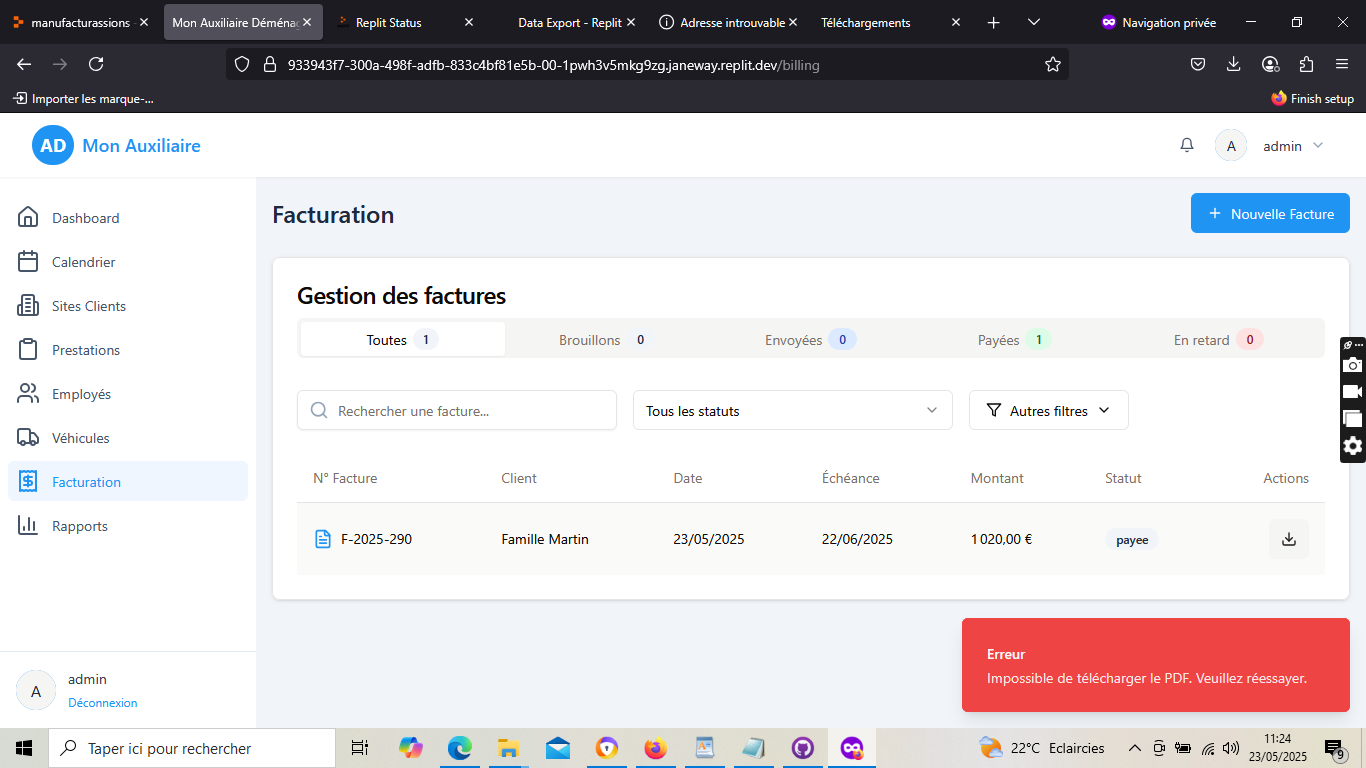 manufacturassions
Mon Auxiliaire Déménag
Replit Status
Data Export - Replit
Adresse introuvable
Téléchargements
Navigation privée
933943f7-300a-498f-adfb-833c4bf81e5b-00-1pwh3v5mkg9zg.janeway.replit.dev/billing
Importer les marque-...
Finish setup
AD Mon Auxiliaire
A admin
Dashboard
Calendrier
Sites Clients
Prestations
Employés
Véhicules
Facturation
Rapports
A admin
Déconnexion
Facturation
+ Nouvelle Facture
Gestion des factures
Toutes 1 Brouillons 0 Envoyées 0 Payées 1 En retard 0
Rechercher une facture... Tous les statuts Autres filtres
N° Facture Client Date Échéance Montant Statut Actions
F-2025-290 Famille Martin 23/05/2025 22/06/2025 1 020,00 € payee
Erreur
Impossible de télécharger le PDF. Veuillez réessayer.
Taper ici pour rechercher
22°C Eclaircies
11:24
23/05/2025
9